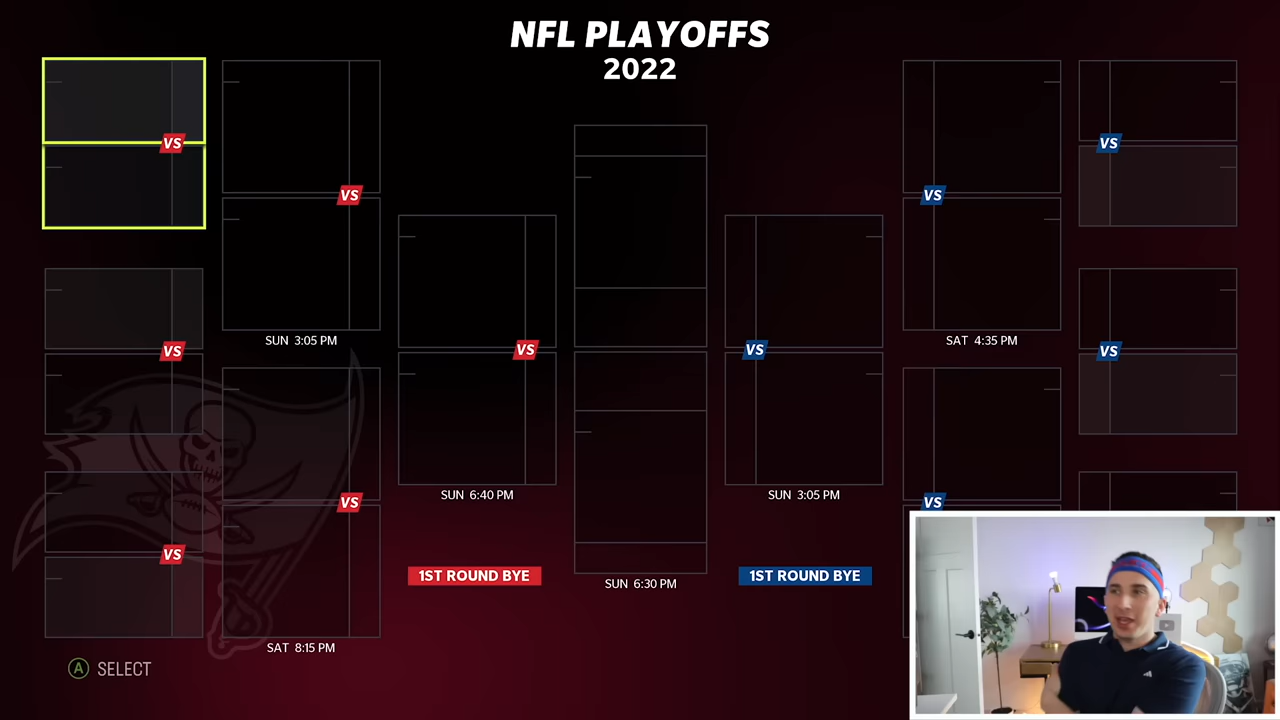 NFL PLAYOFFS
2022
VS
VS
VS
VS
VS
VS
VS
VS
VS
VS
SUN 3:05 PM
SAT 4:35 PM
SUN 6:40 PM
SUN 3:05 PM
1ST ROUND BYE
1ST ROUND BYE
SUN 6:30 PM
SAT 8:15 PM
A SELECT